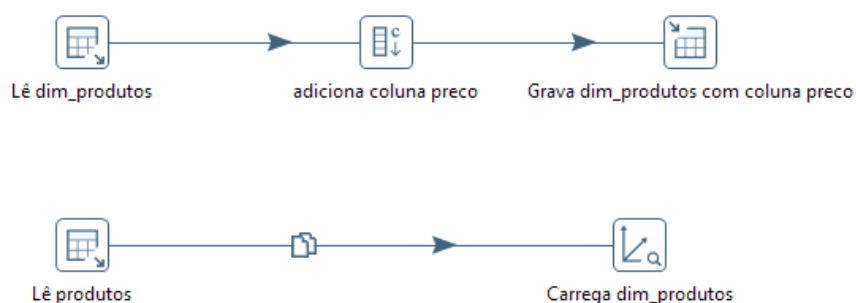 Lê dim_produtos
adiciona coluna preco
Grava dim_produtos com coluna preco
Lê produtos
Carrega dim_produtos